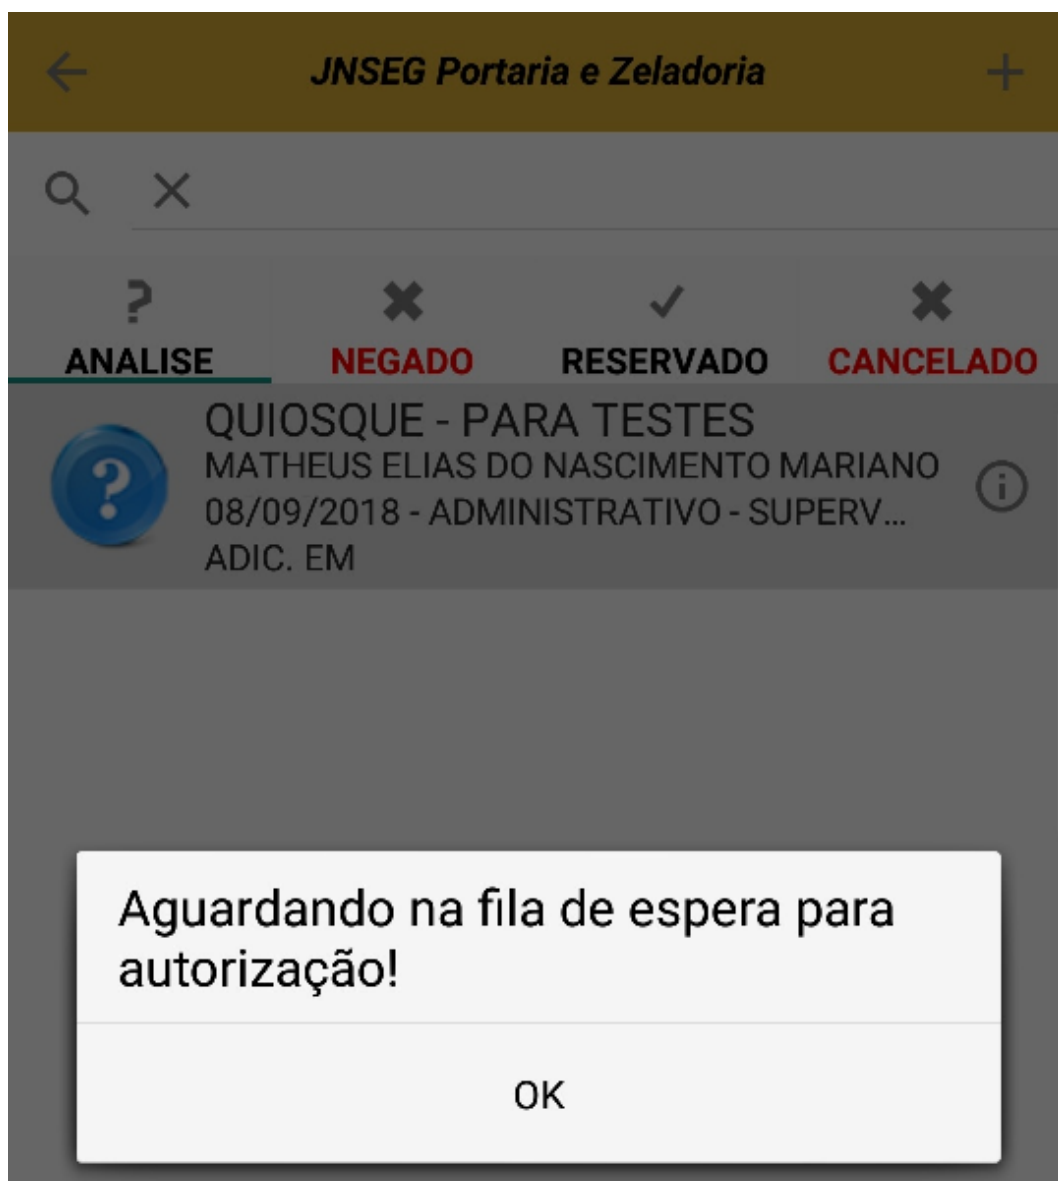 JNSEG Portaria e Zeladoria
ANALISE
NEGADO
RESERVADO
CANCELADO
QUIOSQUE - PARA TESTES
MATHEUS ELIAS DO NASCIMENTO MARIANO
08/09/2018 - ADMINISTRATIVO - SUPERV...
ADIC. EM
Aguardando na fila de espera para
autorização!
OK